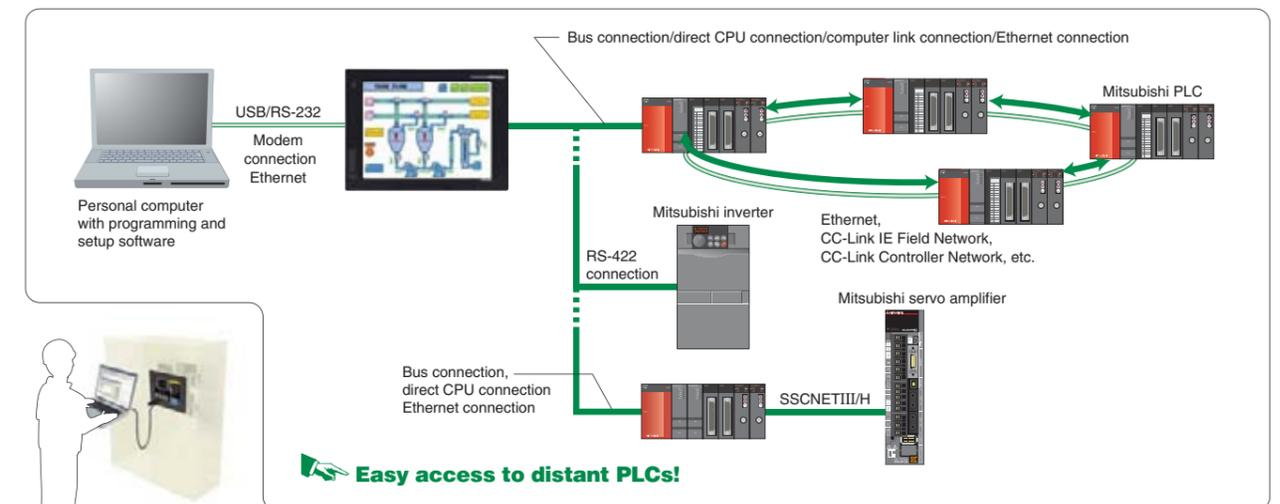 Bus connection/direct CPU connection/computer link connection/Ethernet connection
USB/RS-232
Modem
connection
Ethernet
Personal computer
with programming and
setup software
Mitsubishi PLC
Mitsubishi inverter
Ethernet,
CC-Link IE Field Network,
CC-Link Controller Network, etc.
RS-422
connection
Mitsubishi servo amplifier
Bus connection,
direct CPU connection
Ethernet connection
SSCNETIII/H
Easy access to distant PLCs!